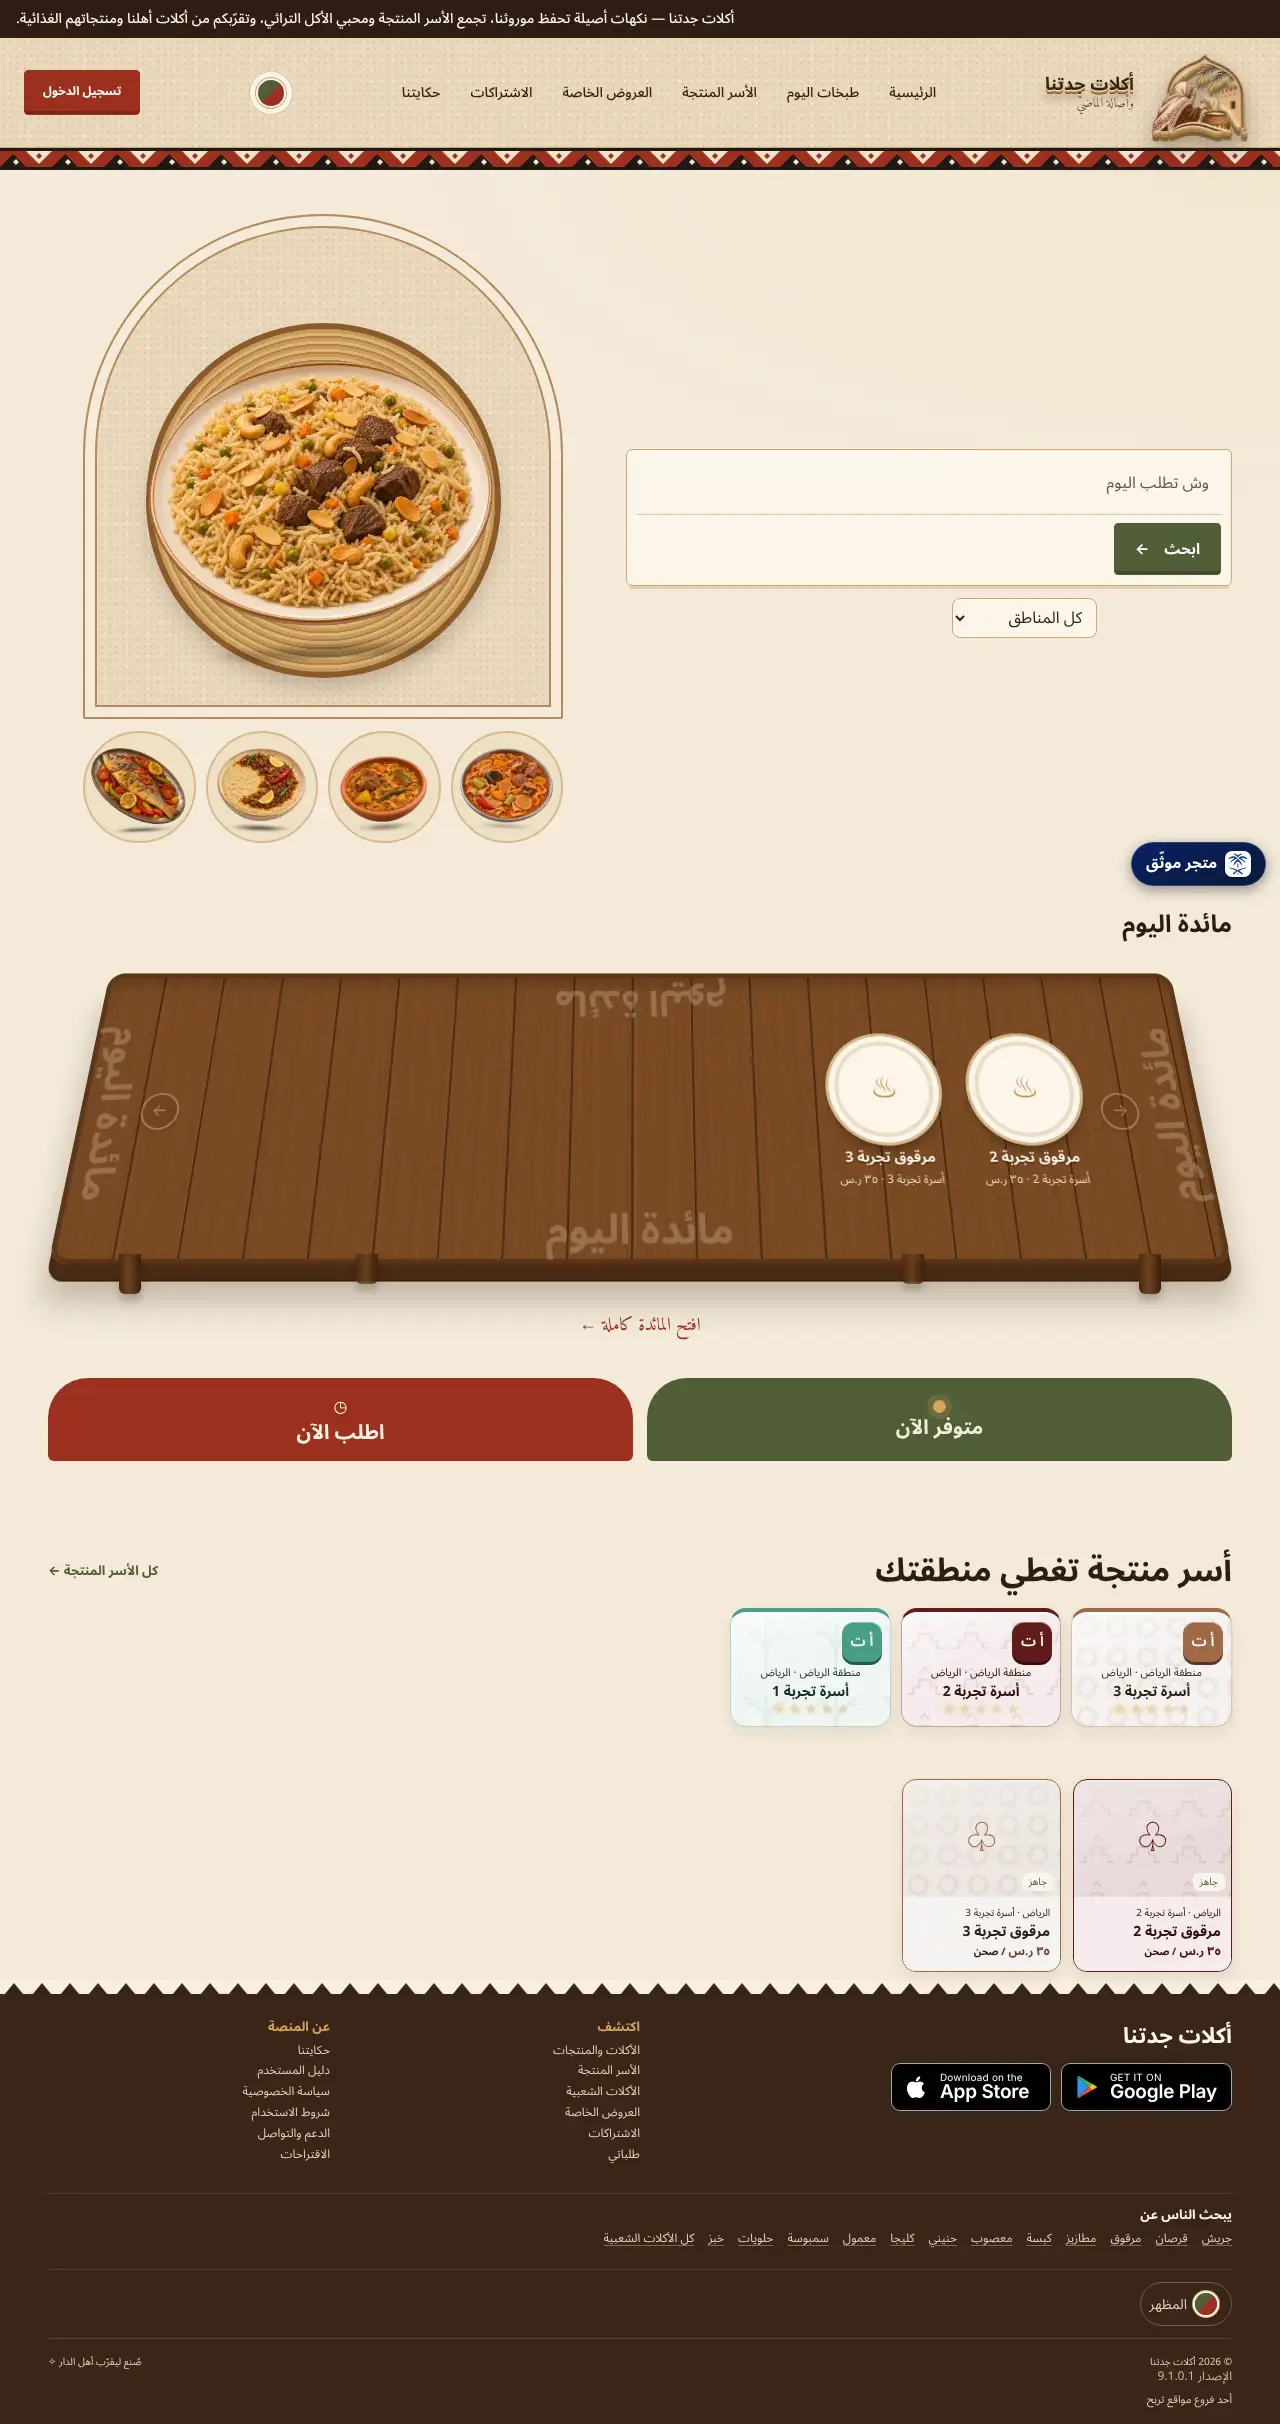 أكلات جدتنا — نكهات أصيلة تحفظ موروثنا، تجمع الأسر المنتجة ومحبي الأكل التراثي، وتقرّبكم من أكلات أهلنا ومنتجاتهم الغذائية.
أكلات جدتنا
وأصالة الماضي
الرئيسية
طبخات اليوم
الأسر المنتجة
العروض الخاصة
الاشتراكات
حكايتنا
تسجيل الدخول
وش تطلب اليوم
ابحث ←
كل المناطق
متجر موثّق
مائدة اليوم
مائدة اليوم
مائدة اليوم
مائدة اليوم
مرقوق تجربة 2
أسرة تجربة 2 · ٣٥ ر.س
مرقوق تجربة 3
أسرة تجربة 3 · ٣٥ ر.س
مائدة اليوم
افتح المائدة كاملة ←
متوفر الآن
اطلب الآن
أسر منتجة تغطي منطقتك
كل الأسر المنتجة ←
أ ت
منطقة الرياض · الرياض
أسرة تجربة 3
أ ت
منطقة الرياض · الرياض
أسرة تجربة 2
أ ت
منطقة الرياض · الرياض
أسرة تجربة 1
جاهز
الرياض · أسرة تجربة 2
مرقوق تجربة 2
٣٥ ر.س / صحن
جاهز
الرياض · أسرة تجربة 3
مرقوق تجربة 3
٣٥ ر.س / صحن
أكلات جدتنا
GET IT ON
Google Play
Download on the
App Store
اكتشف
الأكلات والمنتجات
الأسر المنتجة
الأكلات الشعبية
العروض الخاصة
الاشتراكات
طلباتي
عن المنصة
حكايتنا
دليل المستخدم
سياسة الخصوصية
شروط الاستخدام
الدعم والتواصل
الاقتراحات
يبحث الناس عن
جريش قرصان مرقوق مطازيز كبسة معصوب حنيني كليجا معمول سمبوسة حلويات خبز كل الأكلات الشعبية
المظهر
© 2026 أكلات جدتنا
الإصدار 9.1.0.1
أحد فروع مواقع تربح
صُنع ليقرّب أهل الدار ✧